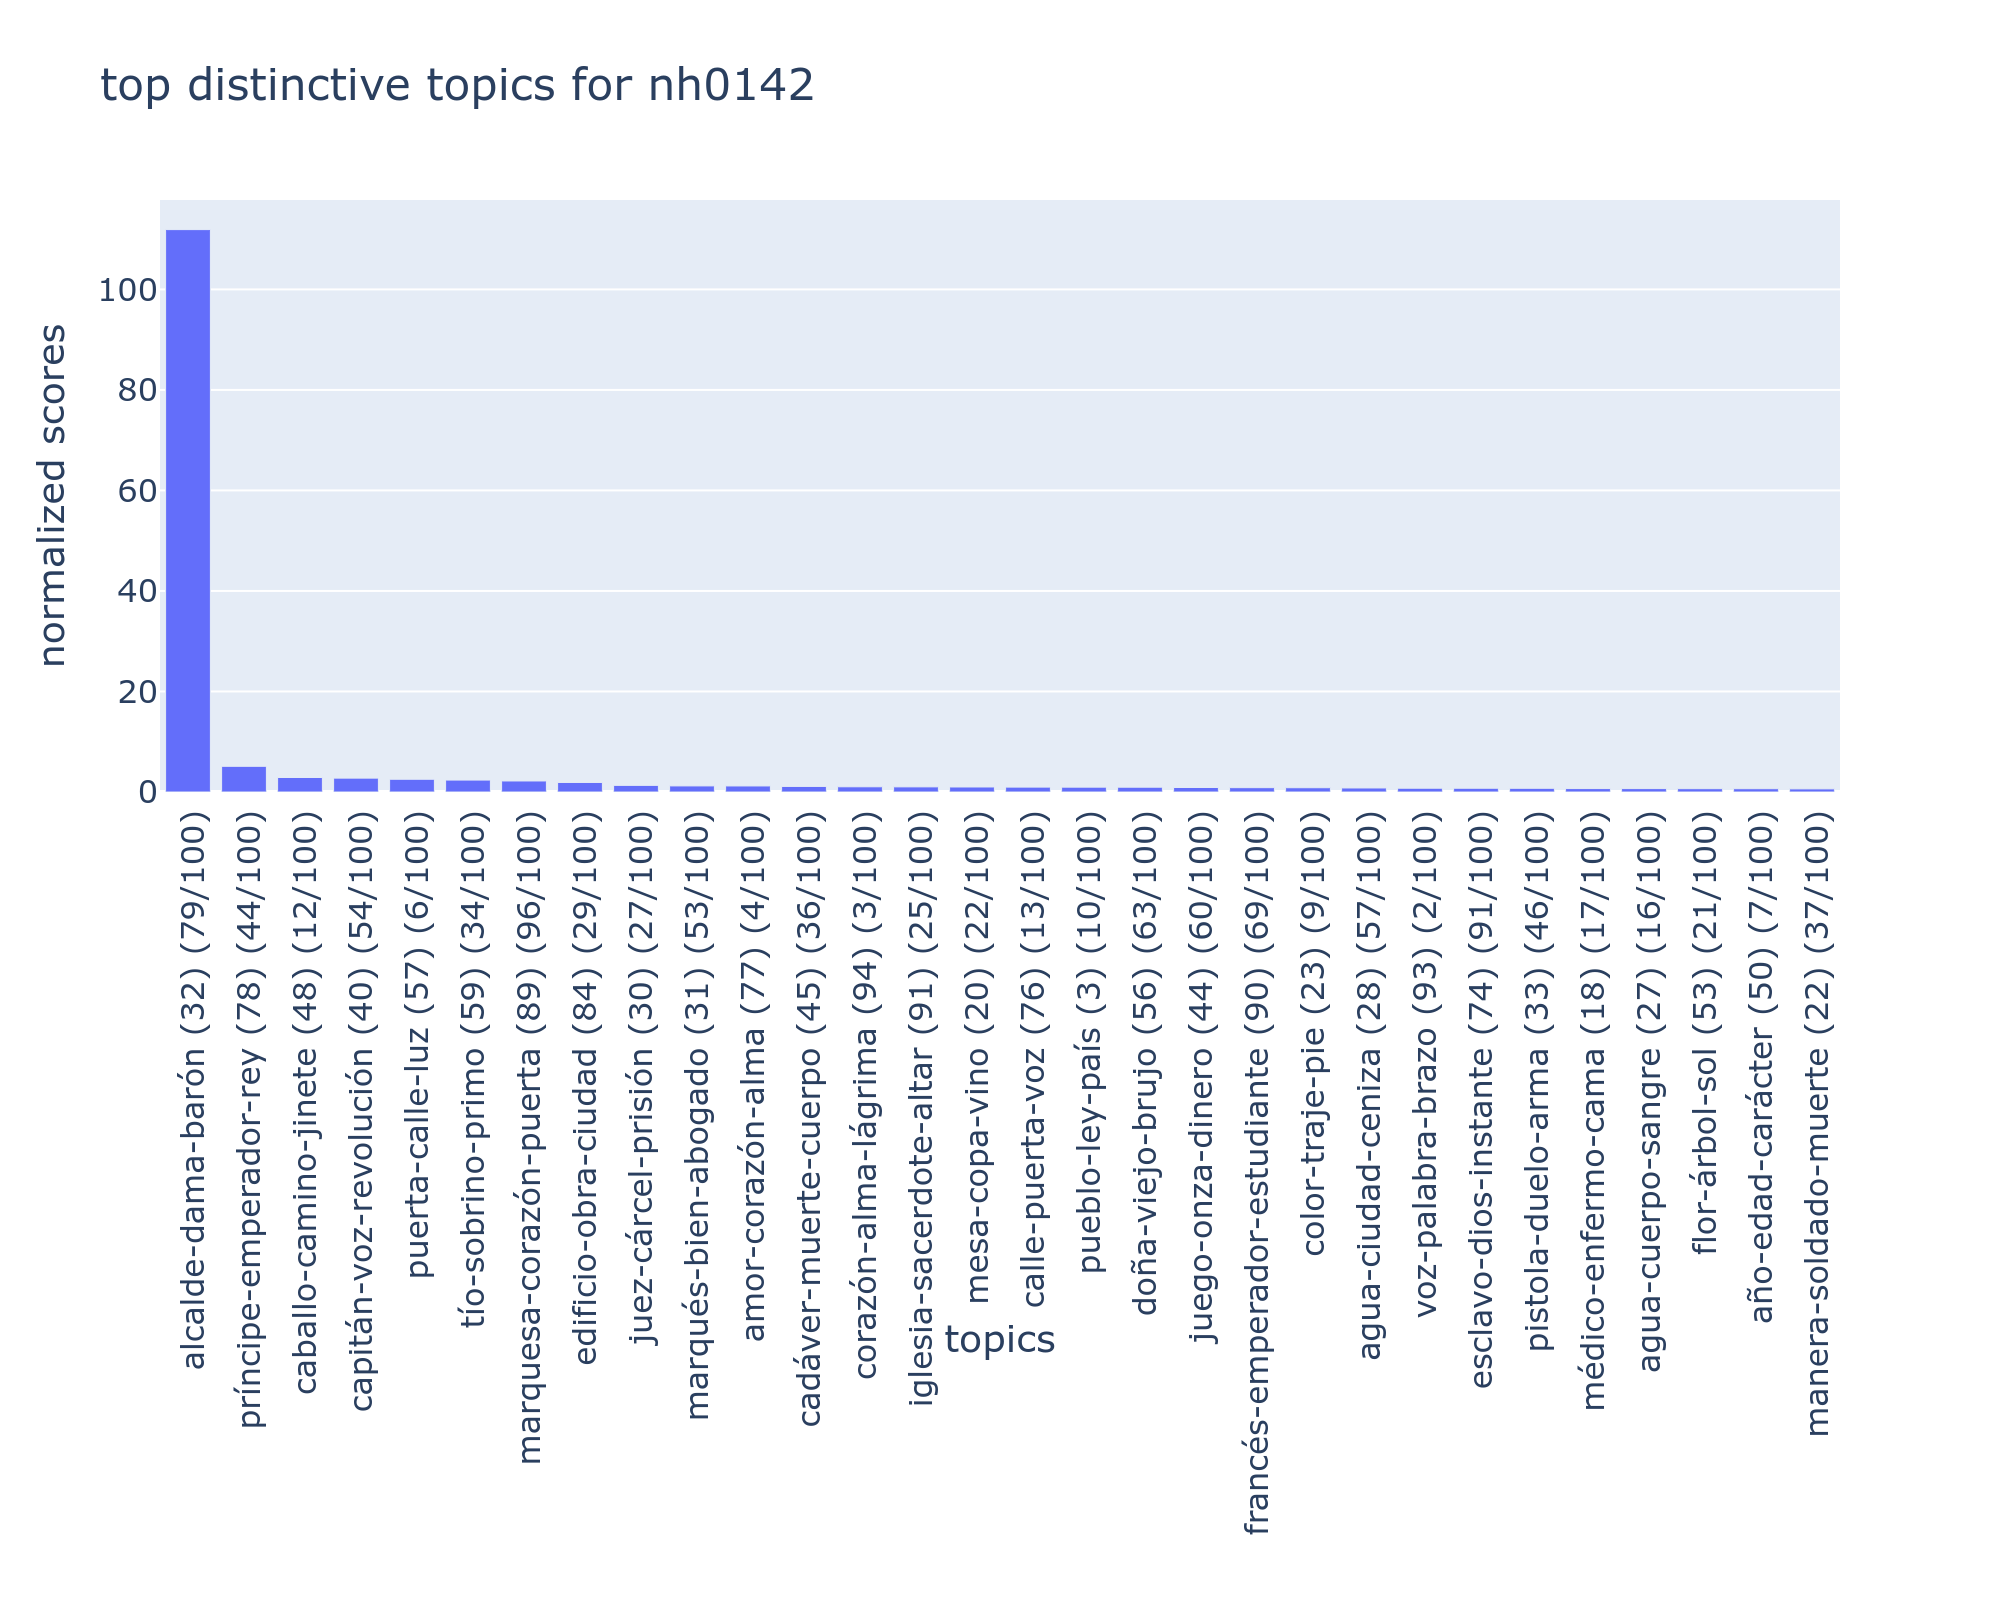 top distinctive topics for nh0142
normalized scores
100
80
60
40
20
0
alcalde-dama-barón (32) (79/100)
príncipe-emperador-rey (78) (44/100)
caballo-camino-jinete (48) (12/100)
capitán-voz-revolución (40) (54/100)
puerta-calle-luz (57) (6/100)
tío-sobrino-primo (59) (34/100)
marquesa-corazón-puerta (89) (96/100)
edificio-obra-ciudad (84) (29/100)
juez-cárcel-prisión (30) (27/100)
marqués-bien-abogado (31) (53/100)
amor-corazón-alma (77) (4/100)
cadáver-muerte-cuerpo (45) (36/100)
corazón-alma-lágrima (94) (3/100)
iglesia-sacerdote-altar (91) (25/100)
mesa-copa-vino (20) (22/100)
calle-puerta-voz (76) (13/100)
pueblo-ley-país (3) (10/100)
doña-viejo-brujo (56) (63/100)
juego-onza-dinero (44) (60/100)
francés-emperador-estudiante (90) (69/100)
color-traje-pie (23) (9/100)
agua-ciudad-ceniza (28) (57/100)
voz-palabra-brazo (93) (2/100)
esclavo-dios-instante (74) (91/100)
pistola-duelo-arma (33) (46/100)
médico-enfermo-cama (18) (17/100)
agua-cuerpo-sangre (27) (16/100)
flor-árbol-sol (53) (21/100)
año-edad-carácter (50) (7/100)
manera-soldado-muerte (22) (37/100)
topics